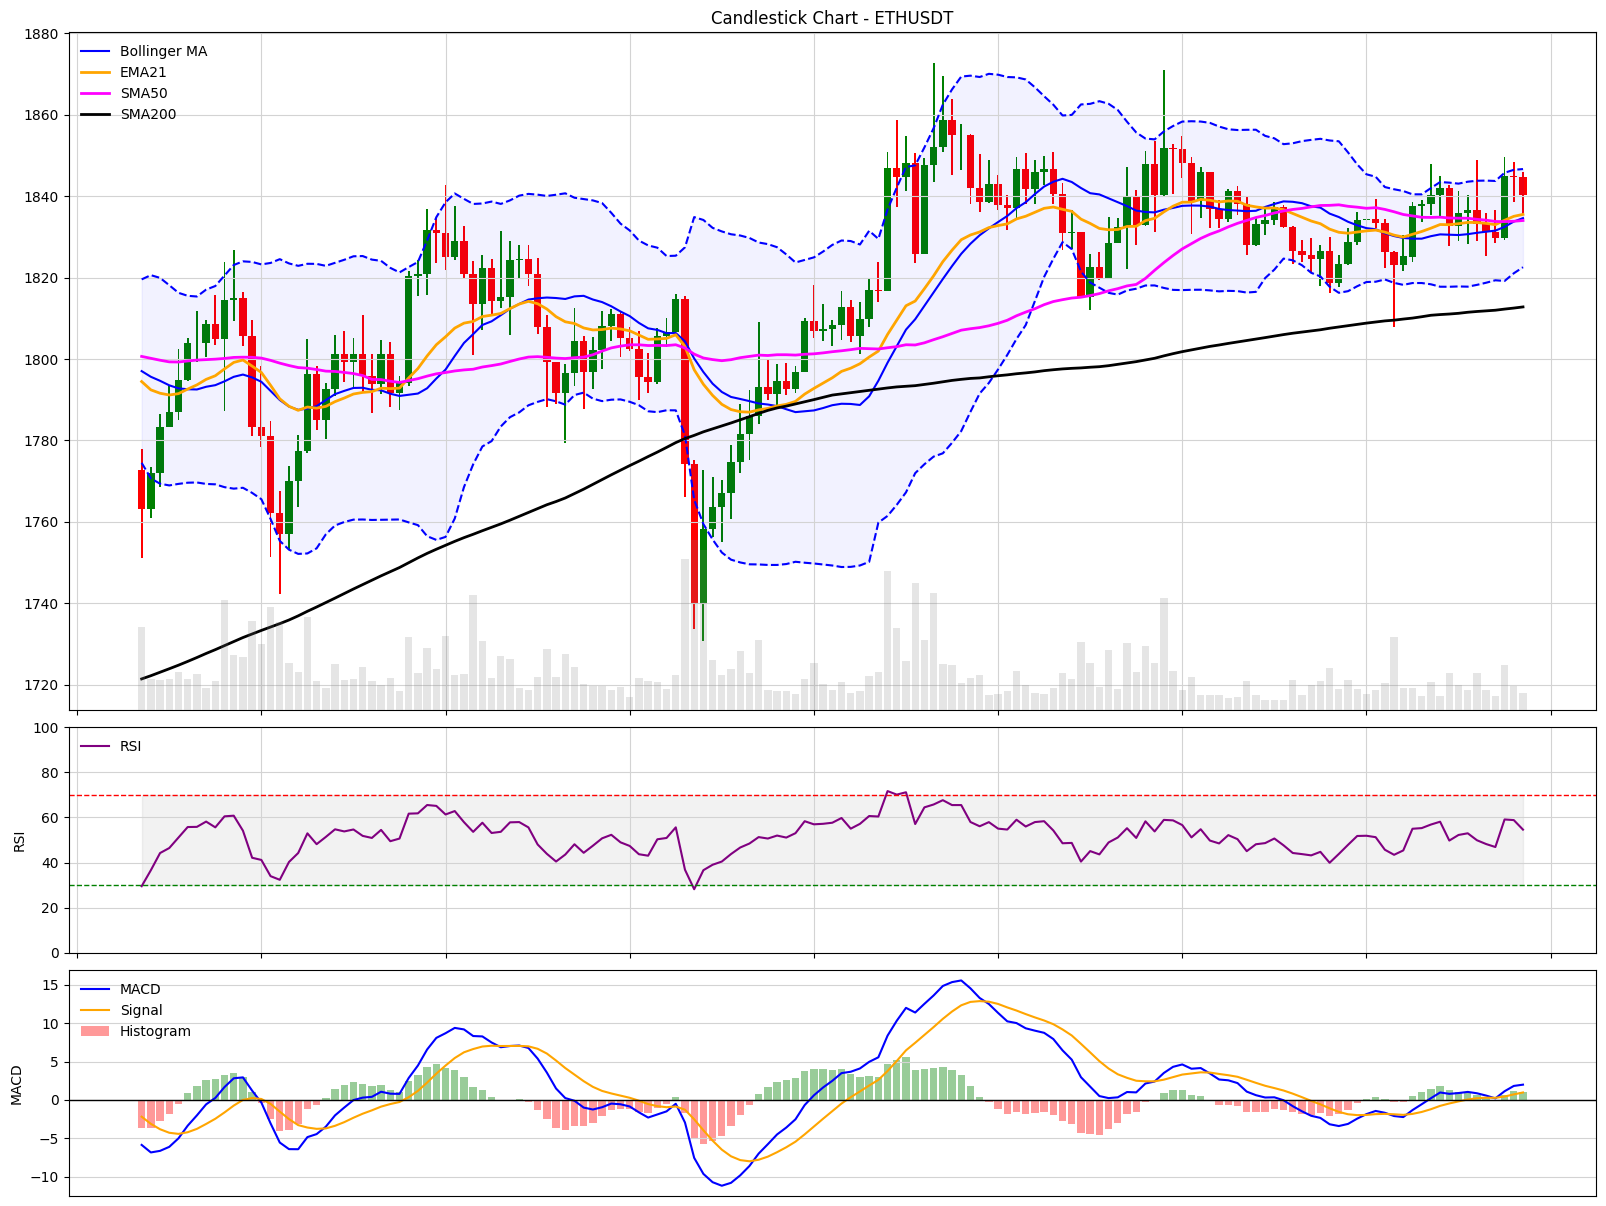 Candlestick Chart - ETHUSDT
1880
1860
1840
1820
1800
1780
1760
1740
1720
Bollinger MA
EMA21
SMA50
SMA200
100
80
60
40
20
0
RSI
RSI
15
10
5
0
−5
−10
MACD
MACD
Signal
Histogram